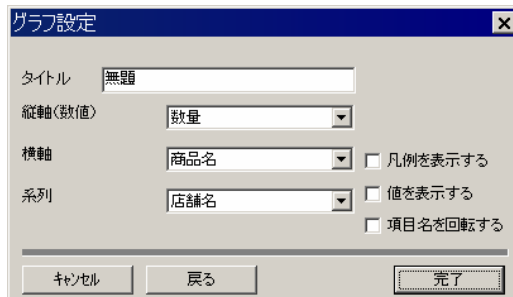 グラフ設定
タイトル 無題
縦軸(数値) 数量
横軸 商品名 凡例を表示する
系列 店舗名 値を表示する
項目名を回転する
ｷｬﾝｾﾙ 戻る 完了